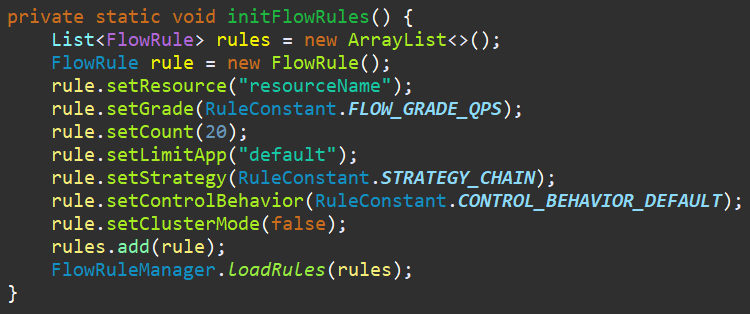 private static void initFlowRules() {
    List<FlowRule> rules = new ArrayList<>();
    FlowRule rule = new FlowRule();
    rule.setResource("resourceName");
    rule.setGrade(RuleConstant.FLOW_GRADE_QPS);
    rule.setCount(20);
    rule.setLimitApp("default");
    rule.setStrategy(RuleConstant.STRATEGY_CHAIN);
    rule.setControlBehavior(RuleConstant.CONTROL_BEHAVIOR_DEFAULT);
    rule.setClusterMode(false);
    rules.add(rule);
    FlowRuleManager.loadRules(rules);
}